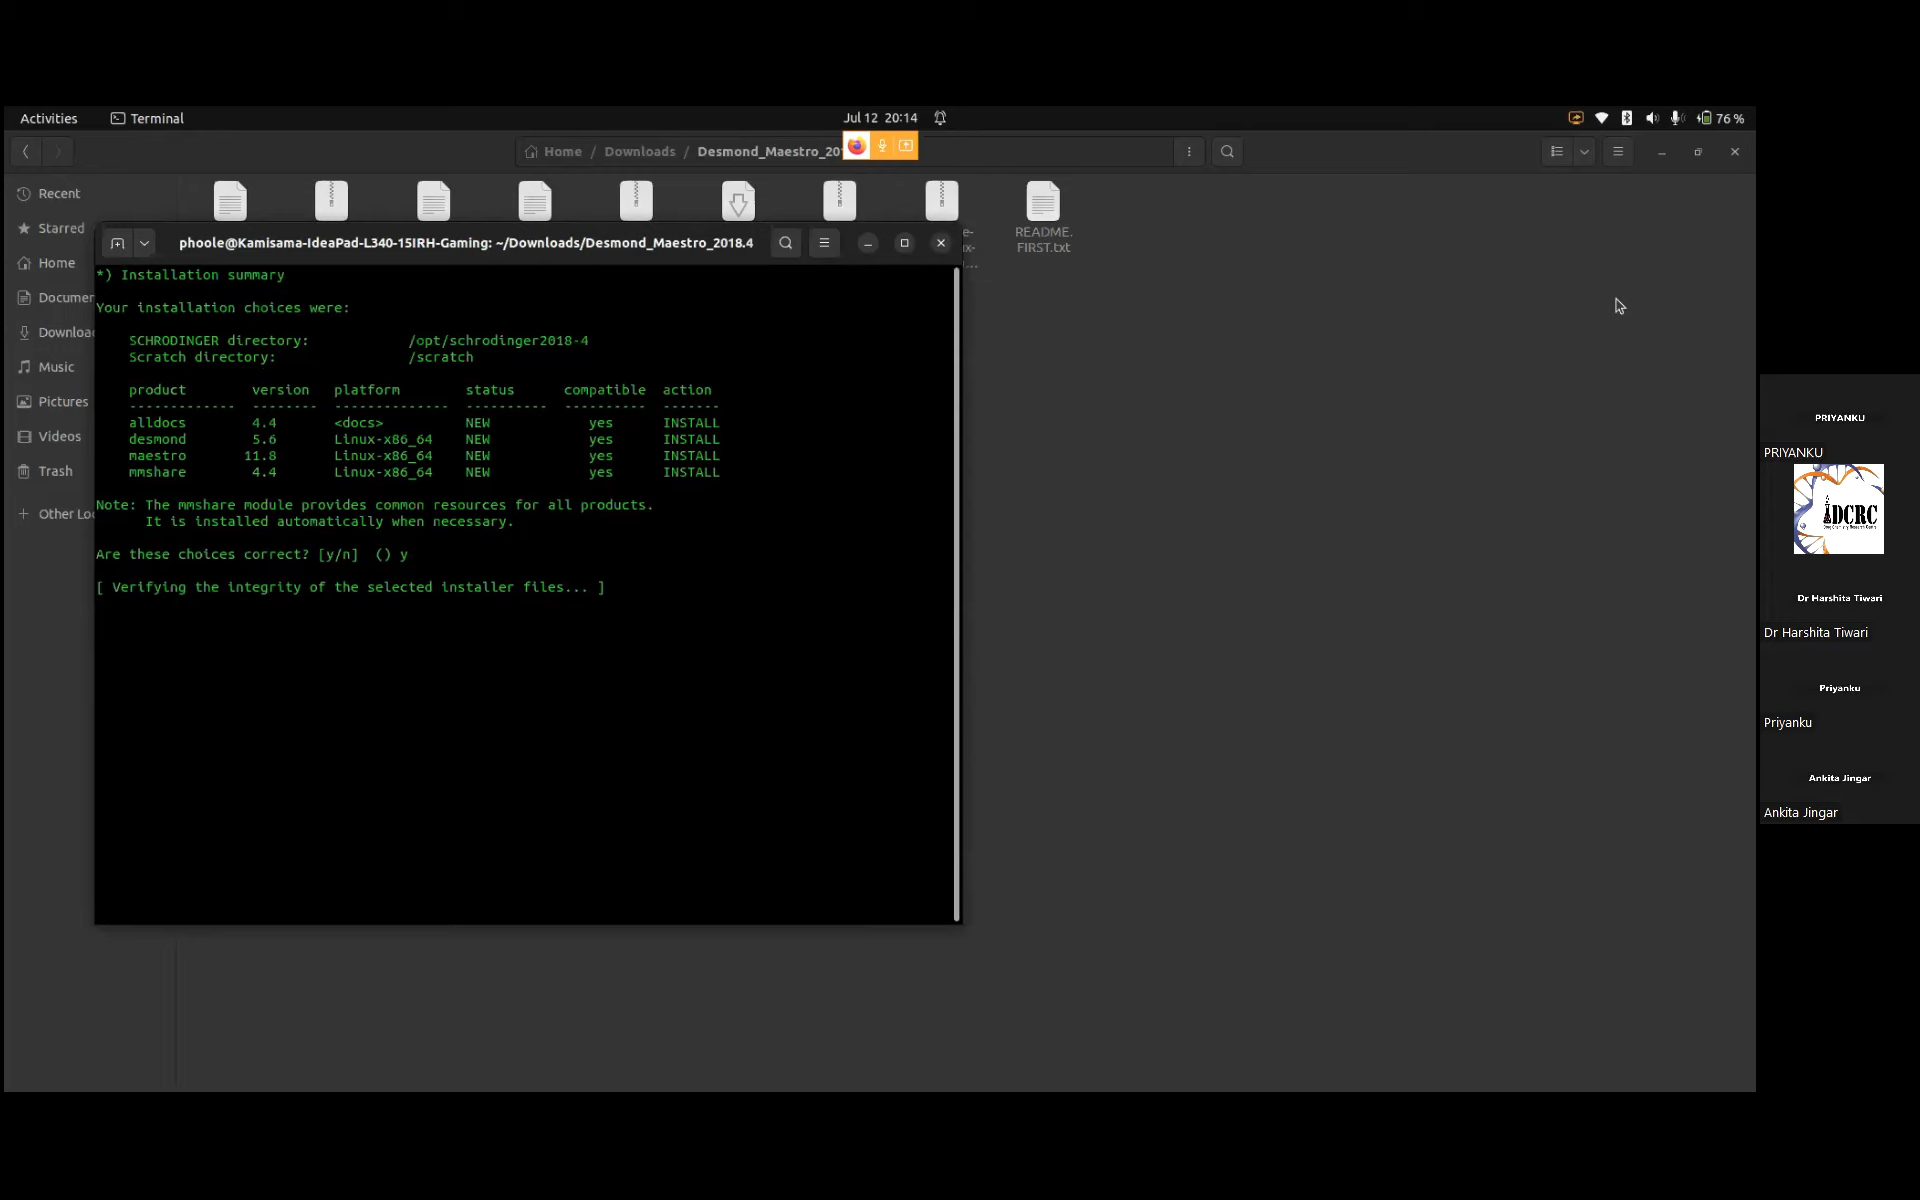 Activities
Terminal
Jul 12 20:14
76 %
Home / Downloads / Desmond_Maestro_20
Recent
Starred
Home
Documen
Downloa
Music
Pictures
Videos
Trash
+ Other Loc
README.
FIRST.txt
phoole@Kamisama-IdeaPad-L340-15IRH-Gaming: ~/Downloads/Desmond_Maestro_2018.4
*) Installation summary
Your installation choices were:
SCHRODINGER directory: /opt/schrodinger2018-4
Scratch directory: /scratch
product version platform status compatible action
------------- -------- -------------- ---------- ---------- -------
alldocs 4.4 <docs> NEW yes INSTALL
desmond 5.6 Linux-x86_64 NEW yes INSTALL
maestro 11.8 Linux-x86_64 NEW yes INSTALL
mmshare 4.4 Linux-x86_64 NEW yes INSTALL
Note: The mmshare module provides common resources for all products.
It is installed automatically when necessary.
Are these choices correct? [y/n] () y
[ Verifying the integrity of the selected installer files... ]
PRIYANKU
PRIYANKU
DCRC
Dr Harshita Tiwari
Dr Harshita Tiwari
Priyanku
Priyanku
Ankita Jingar
Ankita Jingar